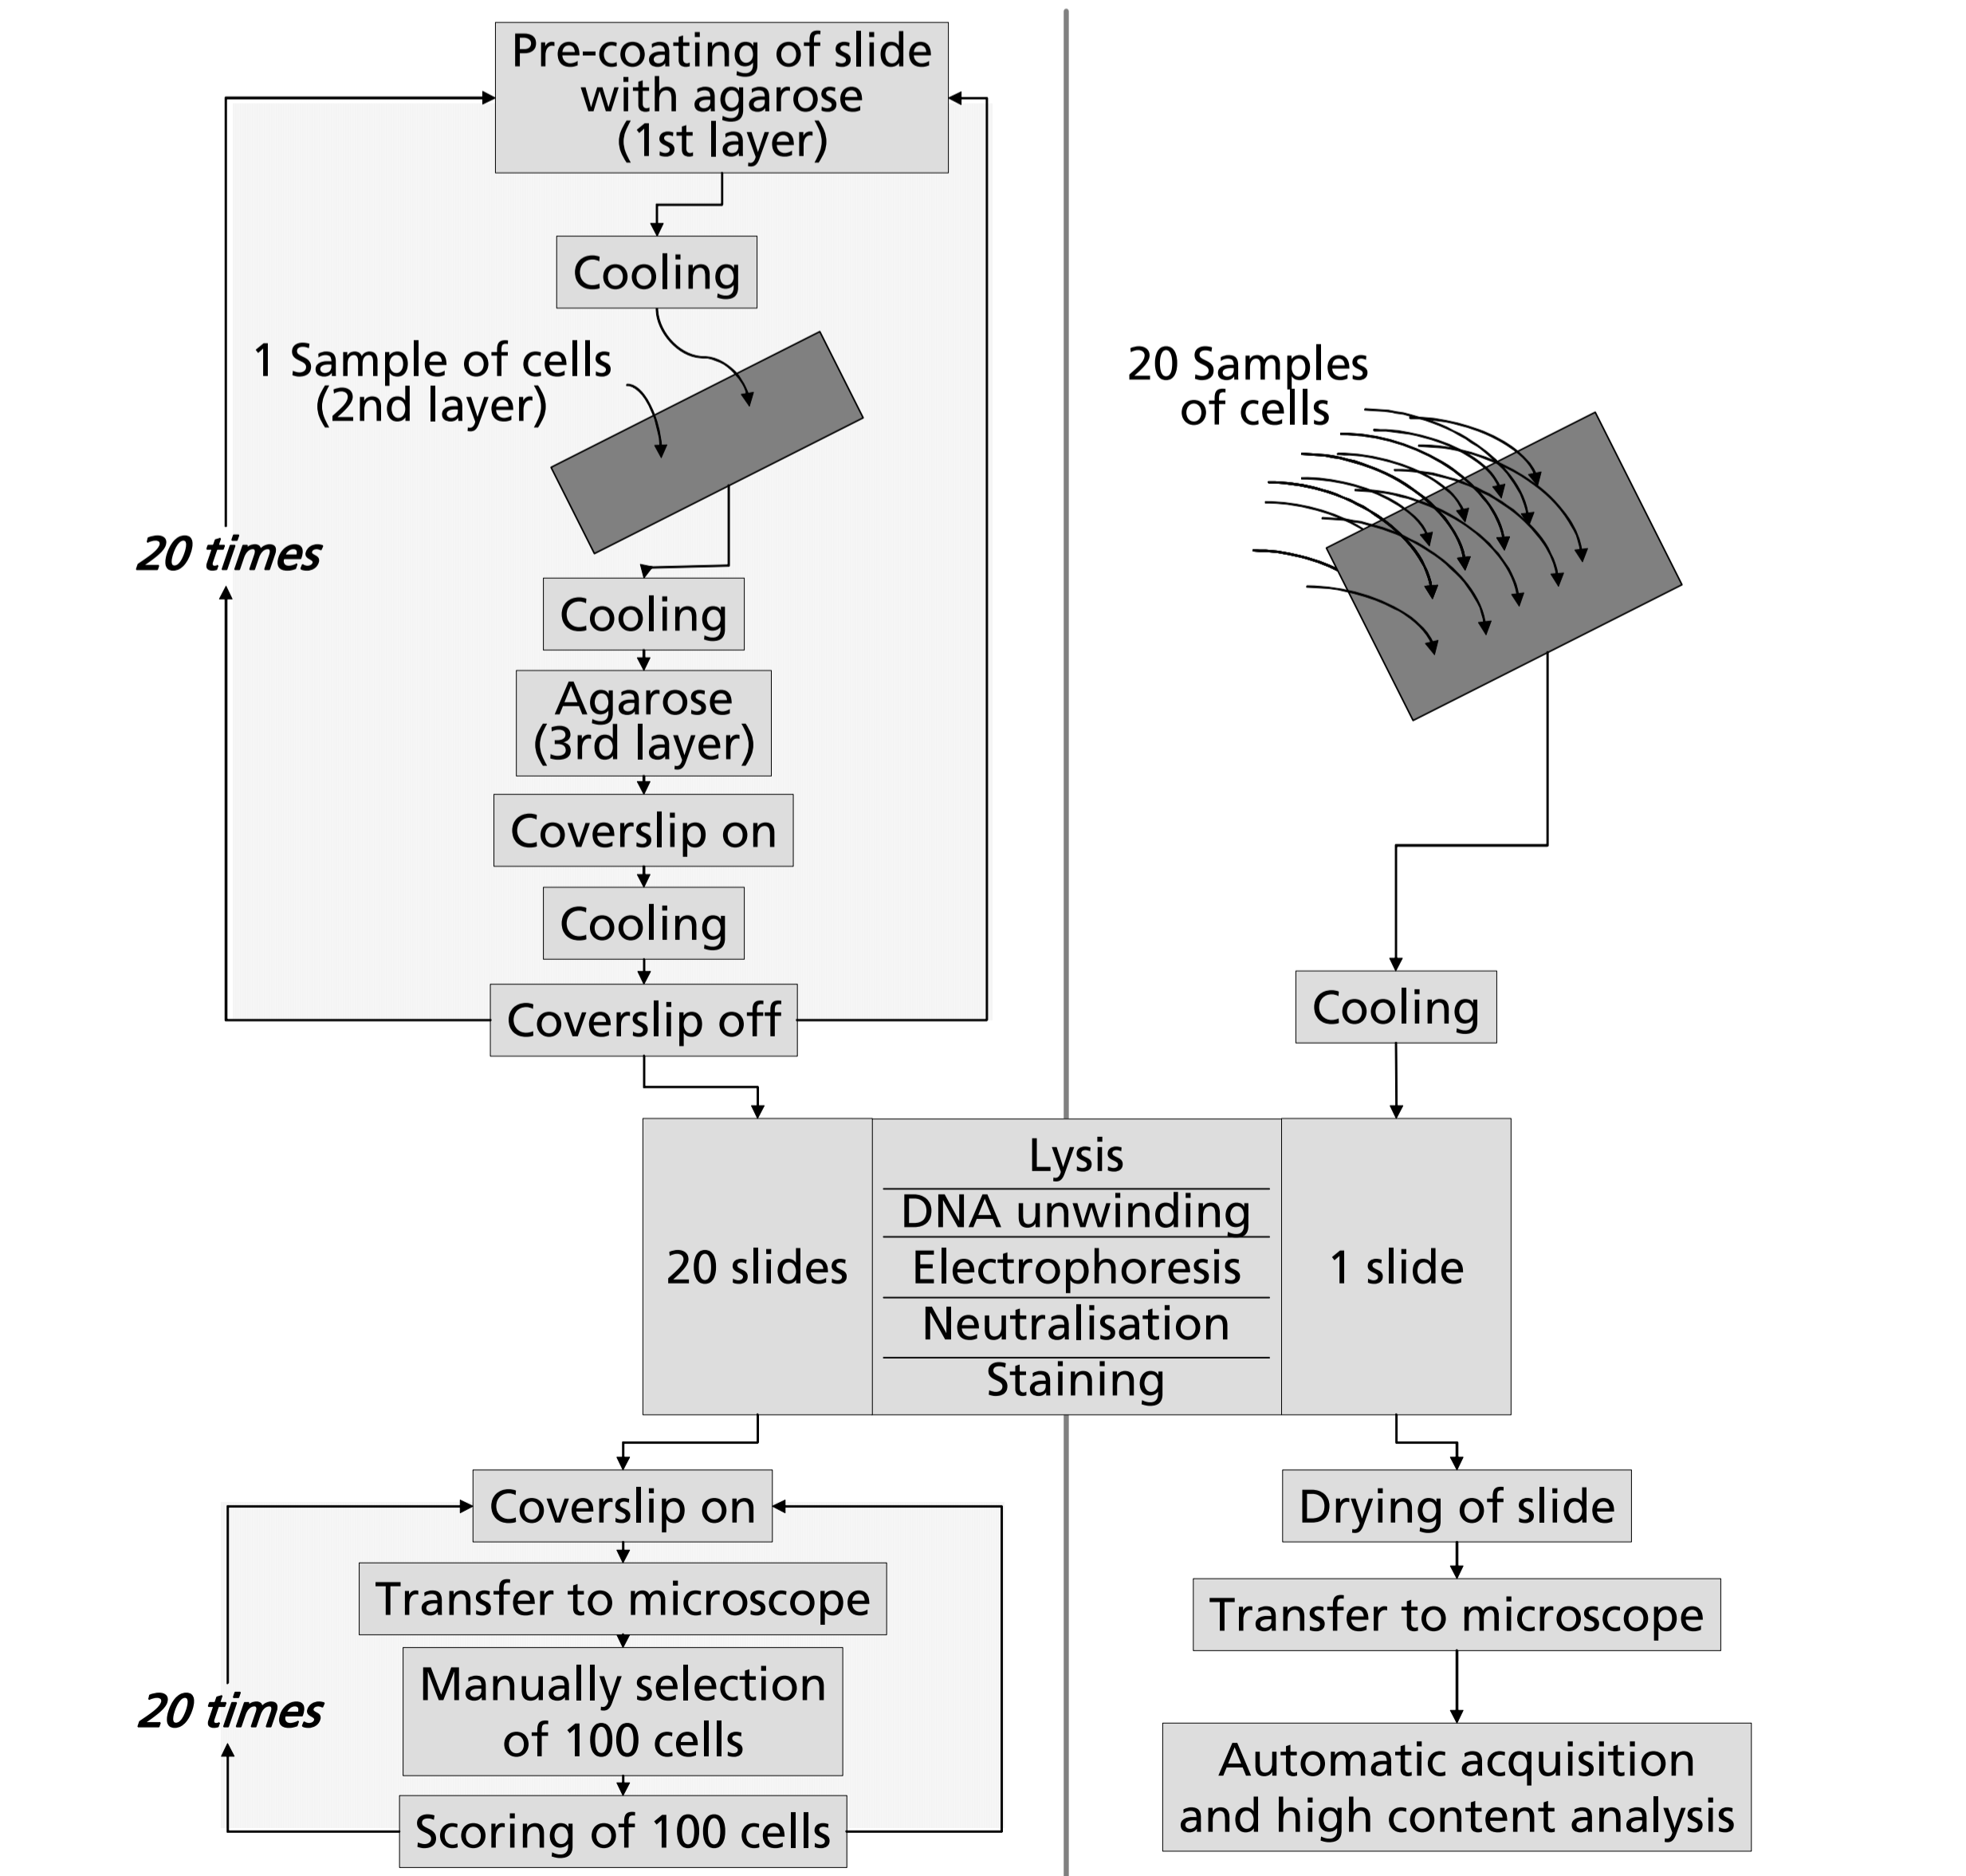 Pre-coating of slide
with agarose
(1st layer)
Cooling
1 Sample of cells
(2nd layer)
20 times
Cooling
Agarose
(3rd layer)
Coverslip on
Cooling
Coverslip off
20 Samples
of cells
Cooling
20 slides
Lysis
DNA unwinding
Electrophoresis
Neutralisation
Staining
1 slide
Coverslip on
Transfer to microscope
Manually selection
of 100 cells
Scoring of 100 cells
20 times
Drying of slide
Transfer to microscope
Automatic acquisition
and high content analysis